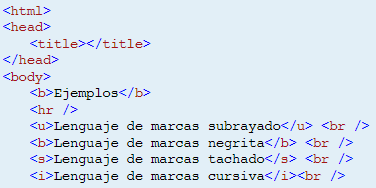 <html>
<head>
<title></title>
</head>
<body>
<b>Ejemplos</b>
<hr />
<u>Lenguaje de marcas subrayado</u> <br />
<b>Lenguaje de marcas negrita</b> <br />
<s>Lenguaje de marcas tachado</s> <br />
<i>Lenguaje de marcas cursiva</i><br />